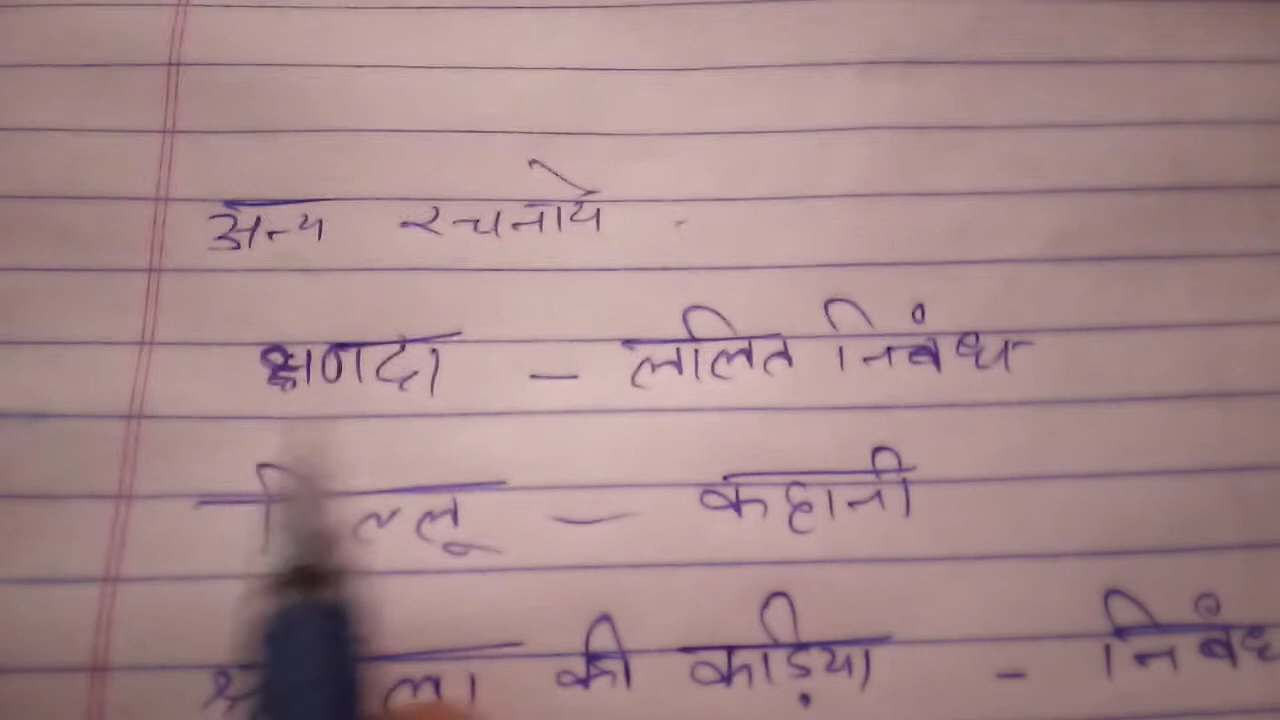 अन्य रचनाये
क्षणदा - ललित निबंध
- कहानी
की कड़िया - निबंध